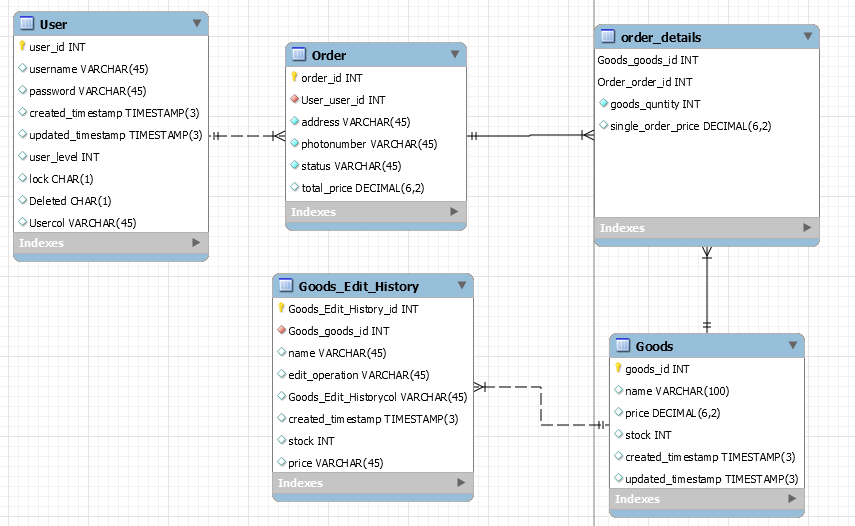 User
user_id INT
username VARCHAR(45)
password VARCHAR(45)
created_timestamp TIMESTAMP(3)
updated_timestamp TIMESTAMP(3)
user_level INT
lock CHAR(1)
Deleted CHAR(1)
Usercol VARCHAR(45)
Indexes
Order
order_id INT
User_user_id INT
address VARCHAR(45)
photonumber VARCHAR(45)
status VARCHAR(45)
total_price DECIMAL(6,2)
Indexes
order_details
Goods_goods_id INT
Order_order_id INT
goods_quntity INT
single_order_price DECIMAL(6,2)
Indexes
Goods_Edit_History
Goods_Edit_History_id INT
Goods_goods_id INT
name VARCHAR(45)
edit_operation VARCHAR(45)
Goods_Edit_Historycol VARCHAR(45)
created_timestamp TIMESTAMP(3)
stock INT
price VARCHAR(45)
Indexes
Goods
goods_id INT
name VARCHAR(100)
price DECIMAL(6,2)
stock INT
created_timestamp TIMESTAMP(3)
updated_timestamp TIMESTAMP(3)
Indexes